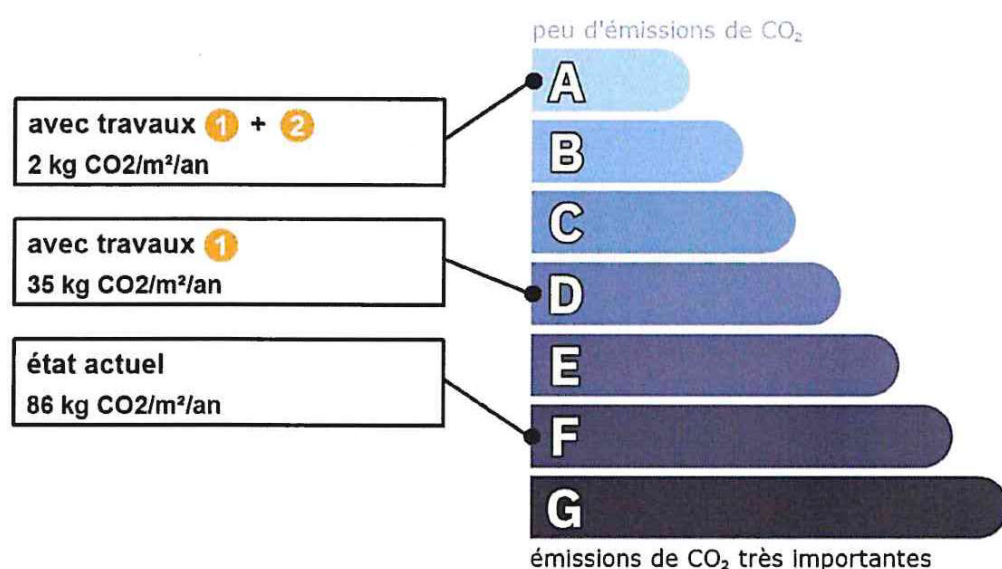 peu d'émissions de CO₂
A
avec travaux 1 + 2
2 kg CO2/m²/an
B
C
avec travaux 1
35 kg CO2/m²/an
D
état actuel
86 kg CO2/m²/an
E
F
G
émissions de CO₂ très importantes